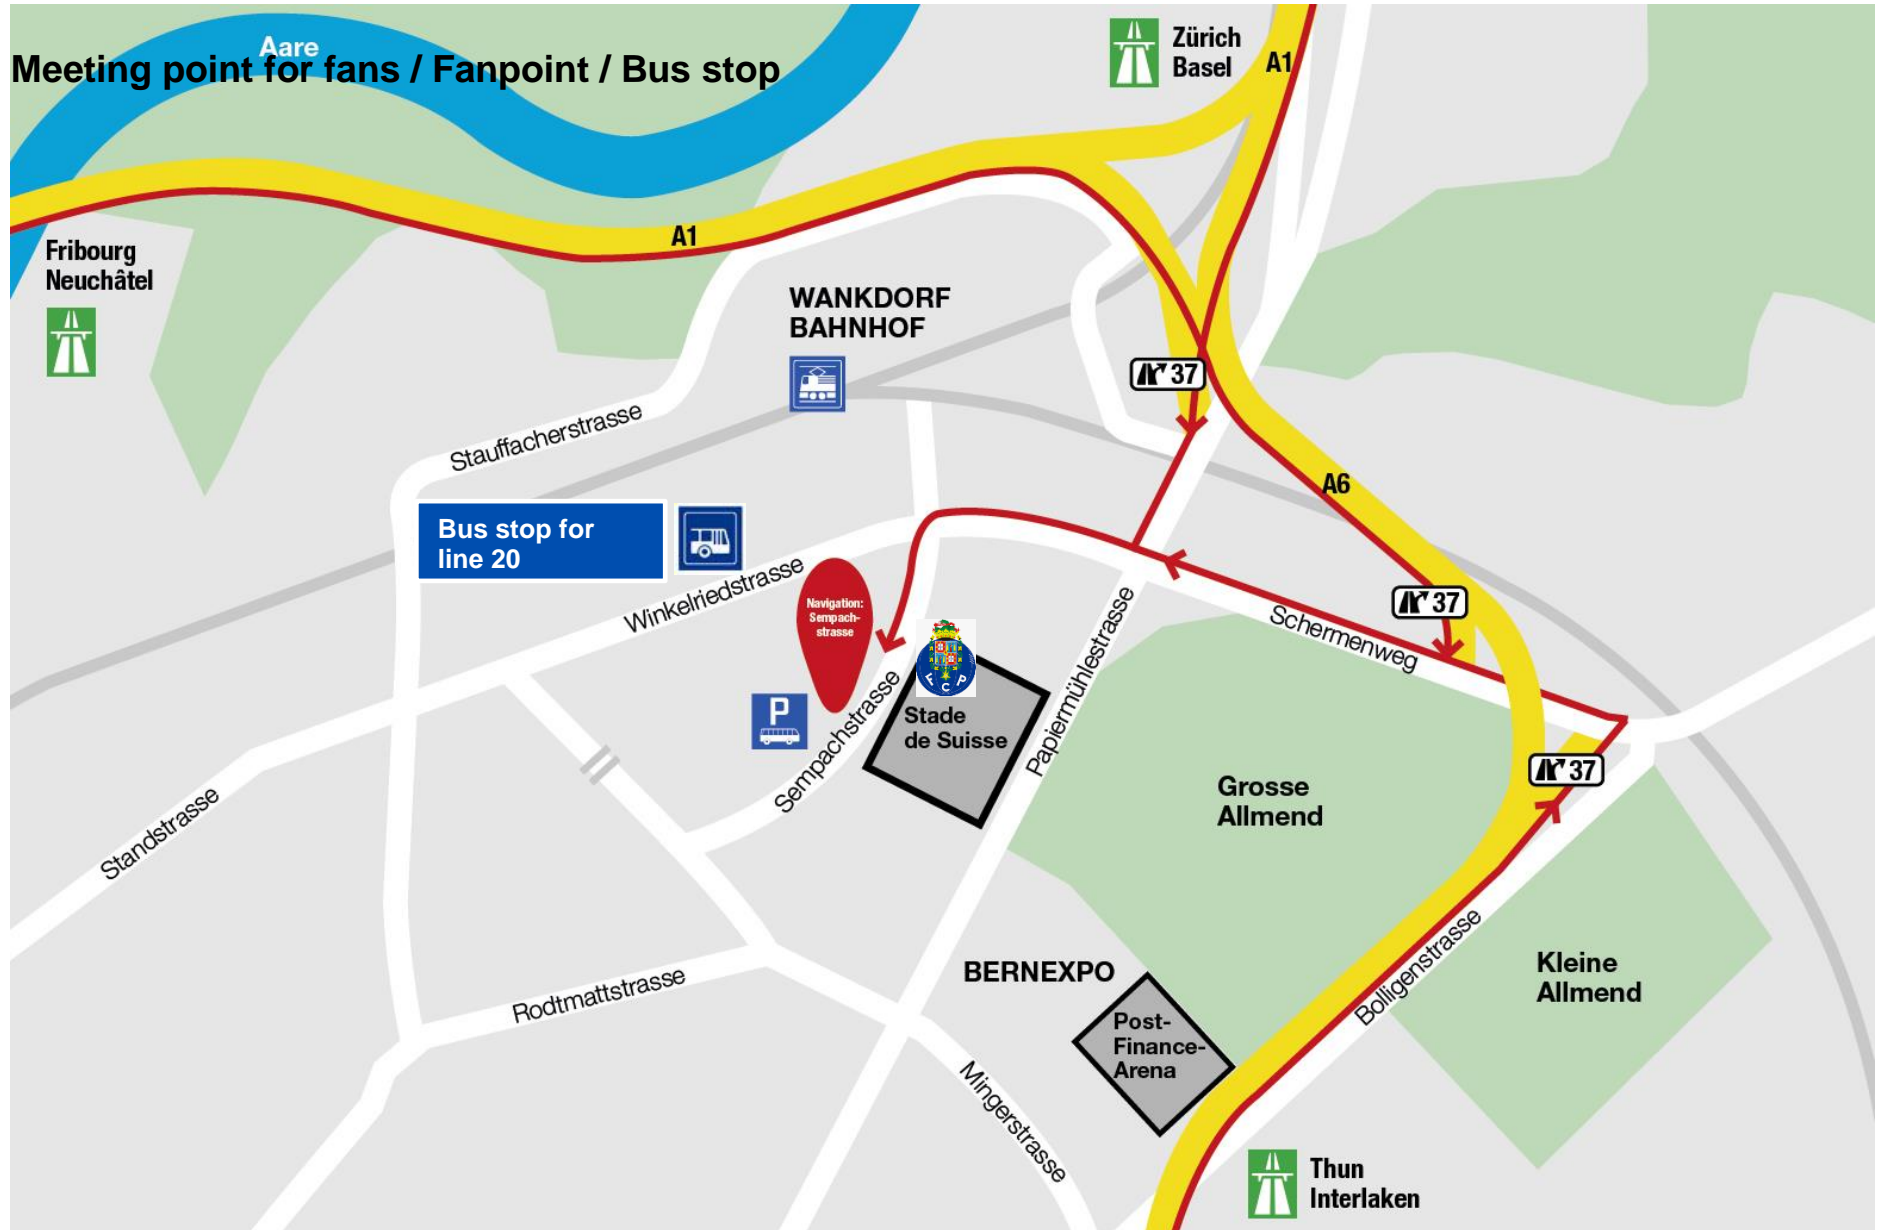 Aare
Meeting point for fans / Fanpoint / Bus stop
Zürich
Basel
A1
Fribourg
Neuchâtel
A1
WANKDORF
BAHNHOF
37
Stauffacherstrasse
A6
Bus stop for
line 20
Winkelriedstrasse
Navigation:
Sempach-
strasse
37
Schermenweg
FCP
Papiermühlestrasse
P
Sempachstrasse
Stade
de Suisse
37
Grosse
Allmend
Standstrasse
Bolligenstrasse
Kleine
Allmend
BERNEXPO
Rodtmattstrasse
Post-
Finance-
Arena
Mingerstrasse
Thun
Interlaken